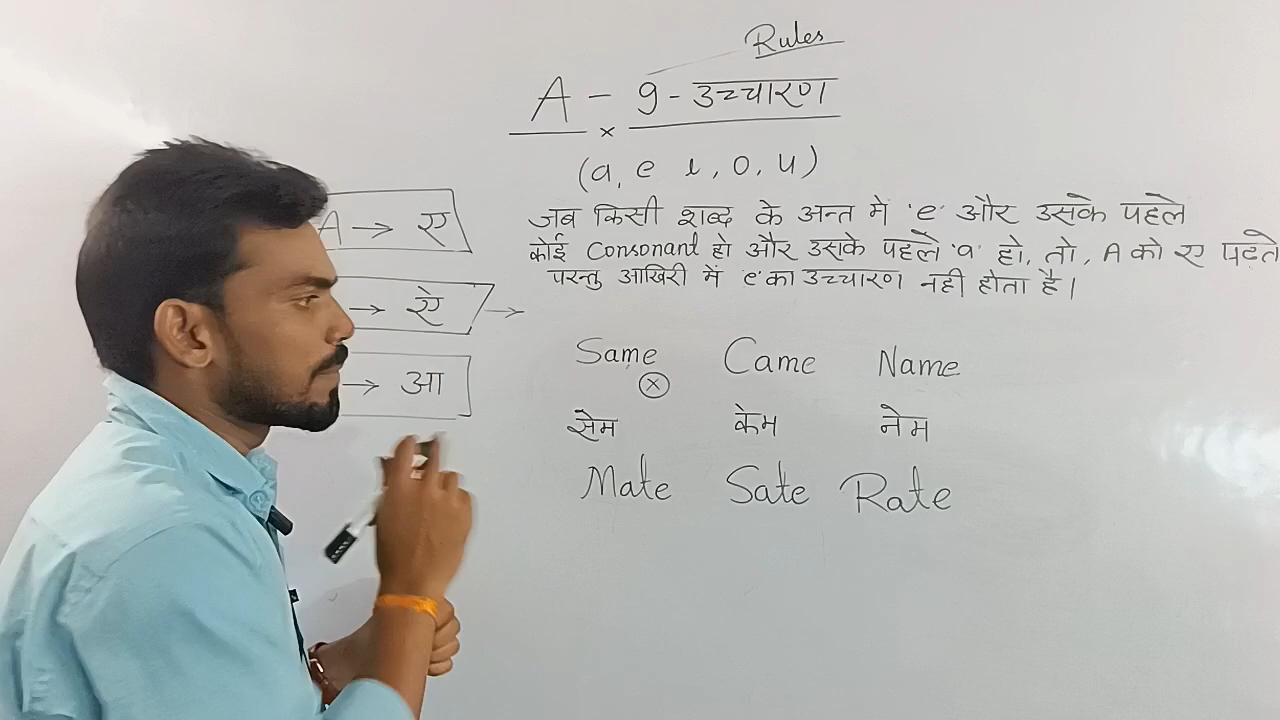 Rules
A - 9 - उच्चारण
×
(a, e i, o, u)
जब किसी शब्द के अन्त मे 'e' और उसके पहले
कोई Consonant हो और उसके पहले 'a' हो, तो, A को ए पढते
परन्तु आखिरी में e' का उच्चारण नही होता है।
A → ए
→ ऐ →
→ आ
Same Came Name
×
सेम केम नेम
Mate Sate Rate